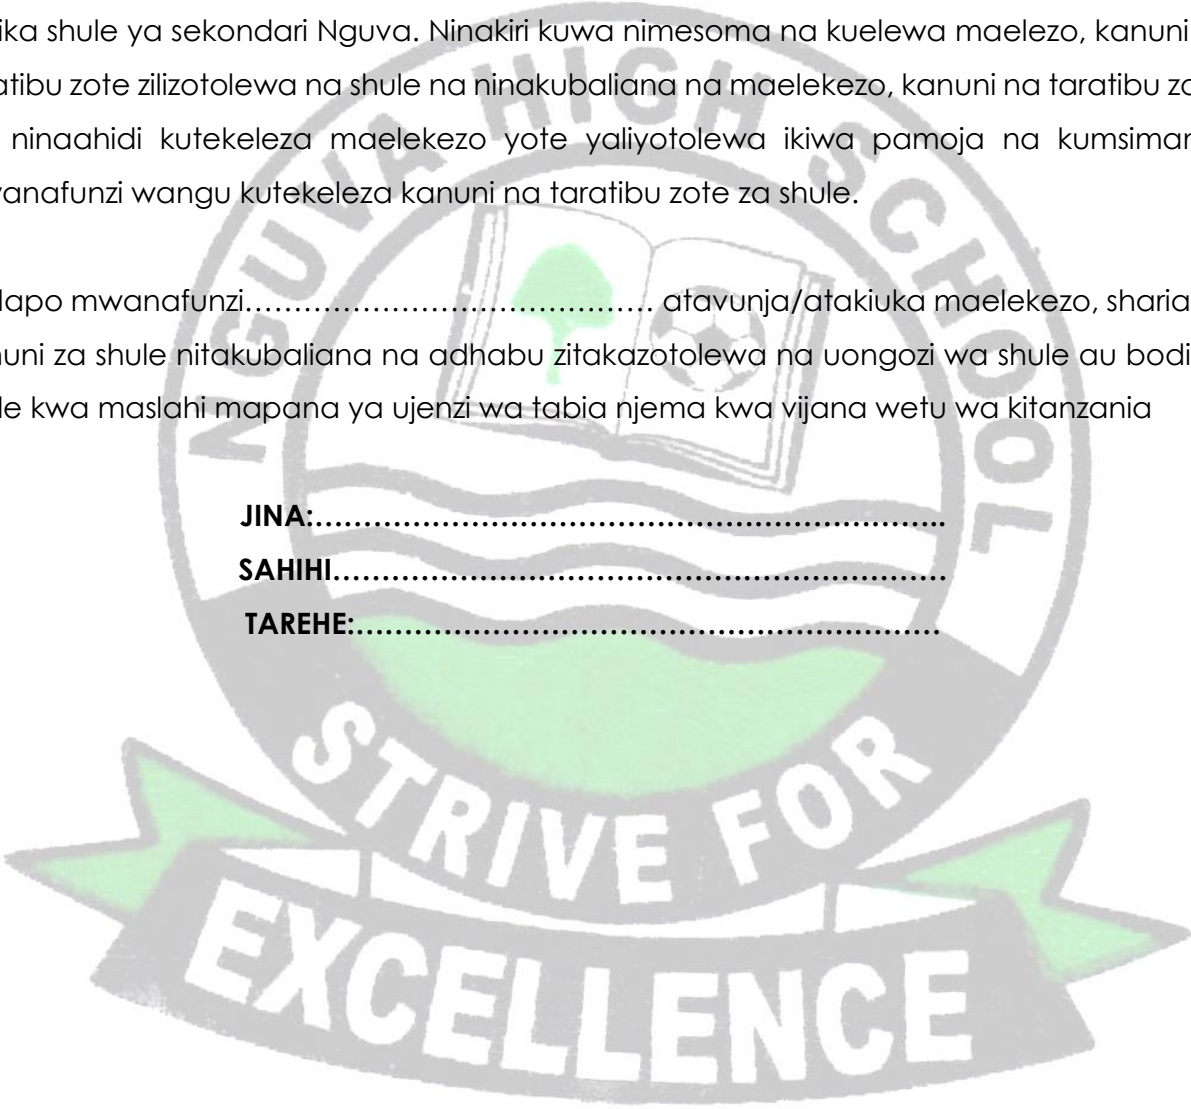 ika shule ya sekondari Nguva. Ninakiri kuwa nimesoma na kuelewa maelezo, kanuni
atibu zote zilizotolewa na shule na ninakubaliana na maelekezo, kanuni na taratibu za
ninaahidi kutekeleza maelekezo yote yaliyotolewa ikiwa pamoja na kumsimam
anafunzi wangu kutekeleza kanuni na taratibu zote za shule.
lapo mwanafunzi…………………………………… atavunja/atakiuka maelekezo, sharia
nuni za shule nitakubaliana na adhabu zitakazotolewa na uongozi wa shule au bodi
le kwa maslahi mapana ya ujenzi wa tabia njema kwa vijana wetu wa kitanzania
JINA:………………………………………………………..
SAHIHI………………………………………………………
TAREHE:……………………………………………………
NGUVA HIGH SCHOOL
STRIVE FOR
EXCELLENCE